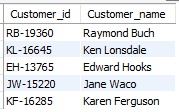 Customer_id Customer_name
RB-19360 Raymond Buch
KL-16645 Ken Lonsdale
EH-13765 Edward Hooks
JW-15220 Jane Waco
KF-16285 Karen Ferguson